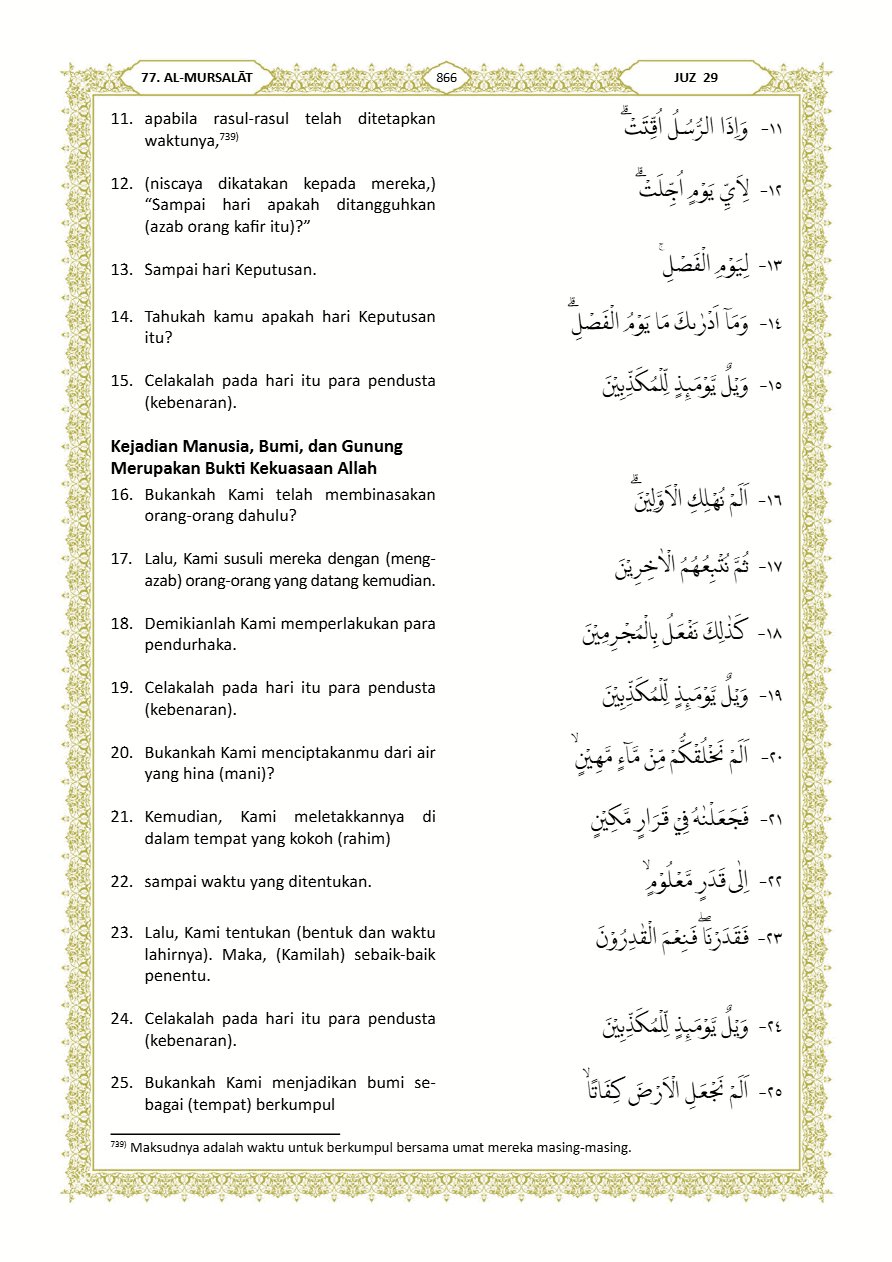 77. AL-MURSALĀT 866 JUZ 29
11. apabila rasul-rasul telah ditetapkan
waktunya,739)
١١- وَاِذَا الرُّسُلُ اُقِّتَتْۗ
12. (niscaya dikatakan kepada mereka,)
“Sampai hari apakah ditangguhkan
(azab orang kafir itu)?”
١٢- لِاَيِّ يَوْمٍ اُجِّلَتْۗ
13. Sampai hari Keputusan.
١٣- لِيَوْمِ الْفَصْلِۚ
14. Tahukah kamu apakah hari Keputusan
itu?
١٤- وَمَآ اَدْرٰىكَ مَا يَوْمُ الْفَصْلِۗ
15. Celakalah pada hari itu para pendusta
(kebenaran).
١٥- وَيْلٌ يَّوْمَىِٕذٍ لِّلْمُكَذِّبِيْنَ
Kejadian Manusia, Bumi, dan Gunung
Merupakan Bukti Kekuasaan Allah
16. Bukankah Kami telah membinasakan
orang-orang dahulu?
١٦- اَلَمْ نُهْلِكِ الْاَوَّلِيْنَۗ
17. Lalu, Kami susuli mereka dengan (meng-
azab) orang-orang yang datang kemudian.
١٧- ثُمَّ نُتْبِعُهُمُ الْاٰخِرِيْنَ
18. Demikianlah Kami memperlakukan para
pendurhaka.
١٨- كَذٰلِكَ نَفْعَلُ بِالْمُجْرِمِيْنَ
19. Celakalah pada hari itu para pendusta
(kebenaran).
١٩- وَيْلٌ يَّوْمَىِٕذٍ لِّلْمُكَذِّبِيْنَ
20. Bukankah Kami menciptakanmu dari air
yang hina (mani)?
٢٠- اَلَمْ نَخْلُقْكُّمْ مِّنْ مَّاۤءٍ مَّهِيْنٍۙ
21. Kemudian, Kami meletakkannya di
dalam tempat yang kokoh (rahim)
٢١- فَجَعَلْنٰهُ فِيْ قَرَارٍ مَّكِيْنٍ
22. sampai waktu yang ditentukan.
٢٢- اِلٰى قَدَرٍ مَّعْلُوْمٍۙ
23. Lalu, Kami tentukan (bentuk dan waktu
lahirnya). Maka, (Kamilah) sebaik-baik
penentu.
٢٣- فَقَدَرْنَاۖ فَنِعْمَ الْقٰدِرُوْنَ
24. Celakalah pada hari itu para pendusta
(kebenaran).
٢٤- وَيْلٌ يَّوْمَىِٕذٍ لِّلْمُكَذِّبِيْنَ
25. Bukankah Kami menjadikan bumi se-
bagai (tempat) berkumpul
٢٥- اَلَمْ نَجْعَلِ الْاَرْضَ كِفَاتًاۙ
739) Maksudnya adalah waktu untuk berkumpul bersama umat mereka masing-masing.